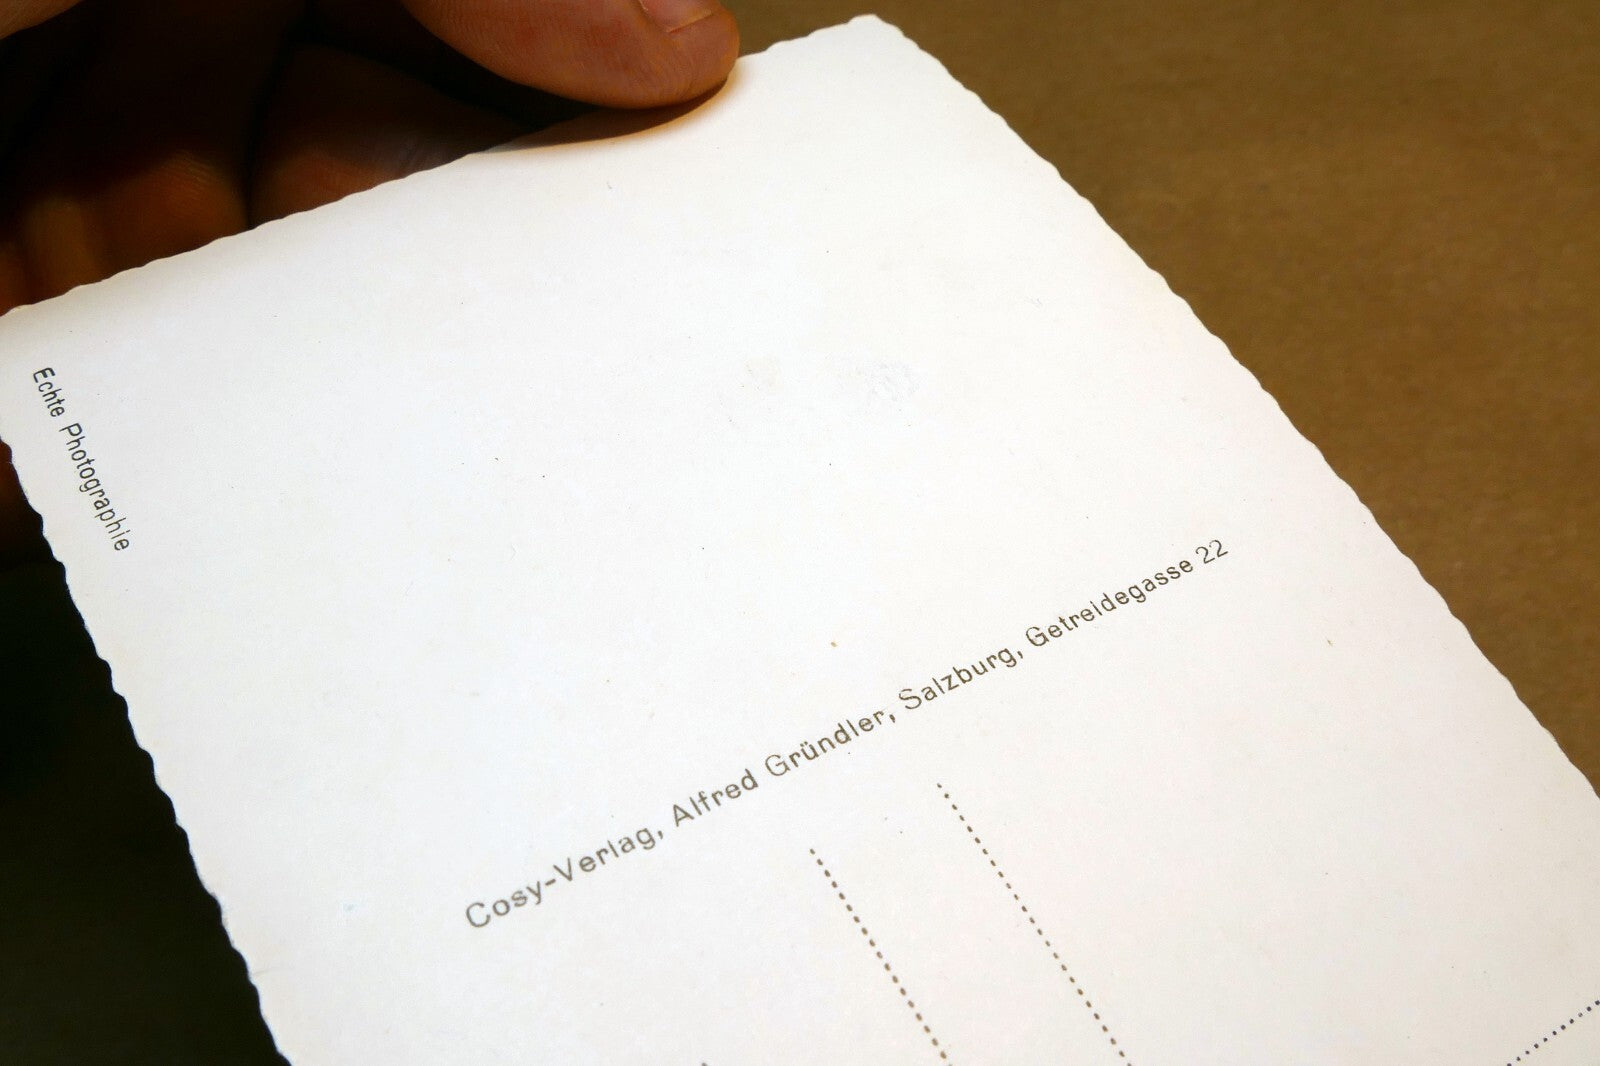 Echte Photographie
Cosy-Verlag, Alfred Gründler, Salzburg, Getreidegasse 22